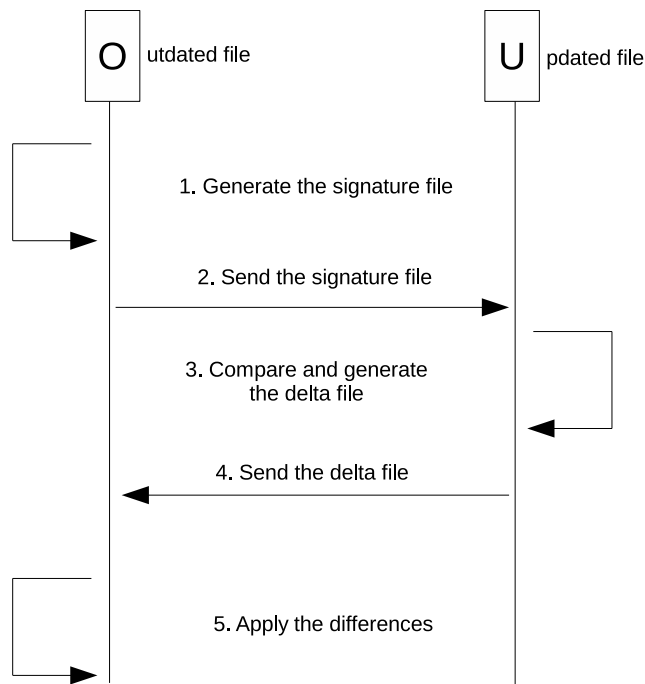 O utdated file
U pdated file
1. Generate the signature file
2. Send the signature file
3. Compare and generate
the delta file
4. Send the delta file
5. Apply the differences